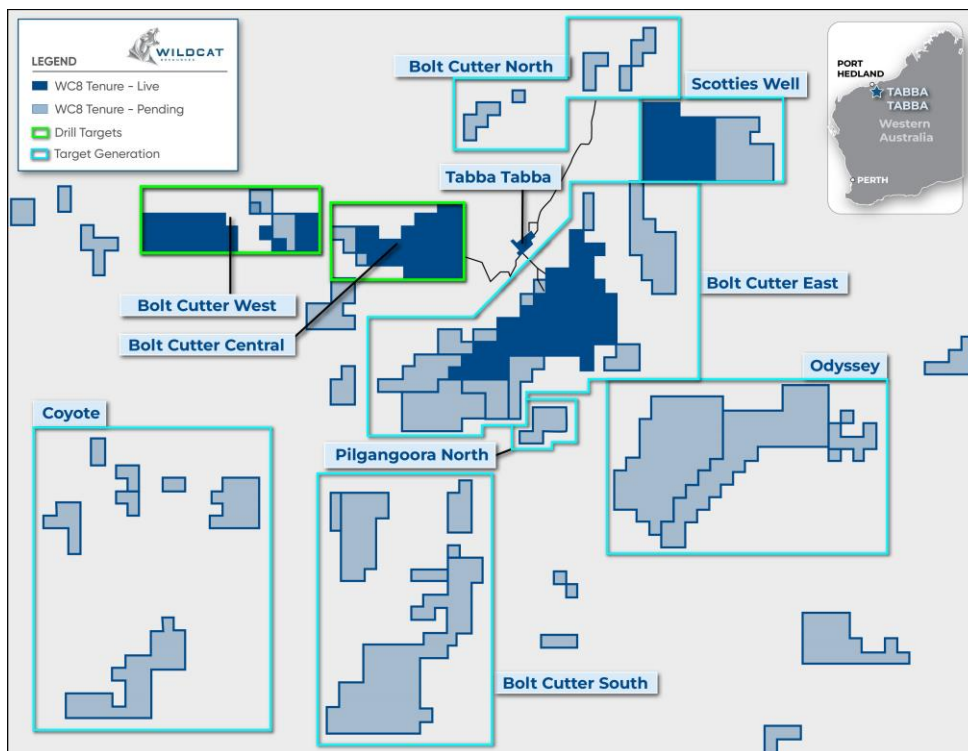 WILDCAT
RESOURCES
LEGEND
WC8 Tenure - Live
WC8 Tenure - Pending
Drill Targets
Target Generation
Bolt Cutter North
Scotties Well
PORT
HEDLAND
TABBA
TABBA
Western
Australia
PERTH
Tabba Tabba
Bolt Cutter West
Bolt Cutter Central
Bolt Cutter East
Odyssey
Coyote
Pilgangoora North
Bolt Cutter South